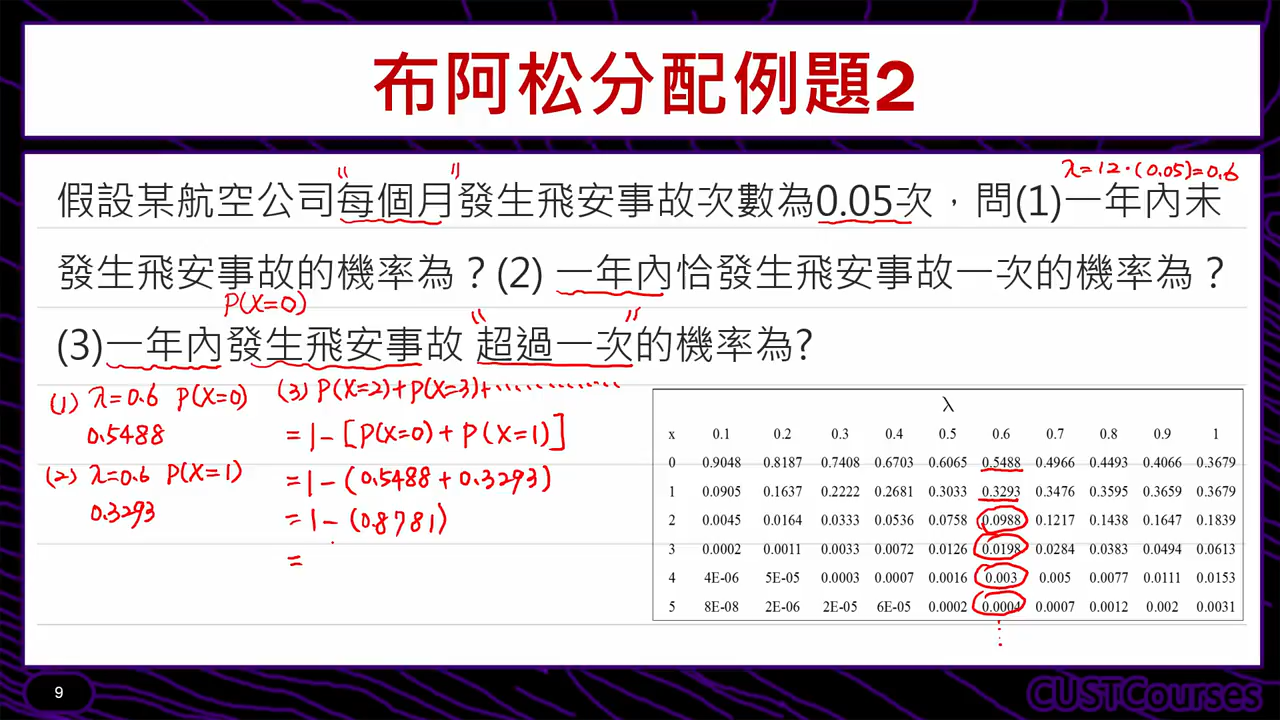 布阿松分配例題2
λ=12·(0.05)=0.6
假設某航空公司"每個月"發生飛安事故次數為0.05次，問(1)一年內未
發生飛安事故的機率為？(2) 一年內恰發生飛安事故一次的機率為？
P(X=0)
(3)一年內發生飛安事故 "超過一次"的機率為?
(1) λ=0.6 P(X=0)
0.5488
(2) λ=0.6 P(X=1)
0.3293
(3) P(X=2)+P(X=3)+.............
=1-[P(X=0)+P(X=1)]
=1-(0.5488+0.3293)
=1-(0.8781)
=
λ
x 0.1 0.2 0.3 0.4 0.5 0.6 0.7 0.8 0.9 1
0 0.9048 0.8187 0.7408 0.6703 0.6065 0.5488 0.4966 0.4493 0.4066 0.3679
1 0.0905 0.1637 0.2222 0.2681 0.3033 0.3293 0.3476 0.3595 0.3659 0.3679
2 0.0045 0.0164 0.0333 0.0536 0.0758 0.0988 0.1217 0.1438 0.1647 0.1839
3 0.0002 0.0011 0.0033 0.0072 0.0126 0.0198 0.0284 0.0383 0.0494 0.0613
4 4E-06 5E-05 0.0003 0.0007 0.0016 0.003 0.005 0.0077 0.0111 0.0153
5 8E-08 2E-06 2E-05 6E-05 0.0002 0.0004 0.0007 0.0012 0.002 0.0031
9
CUSTCourses